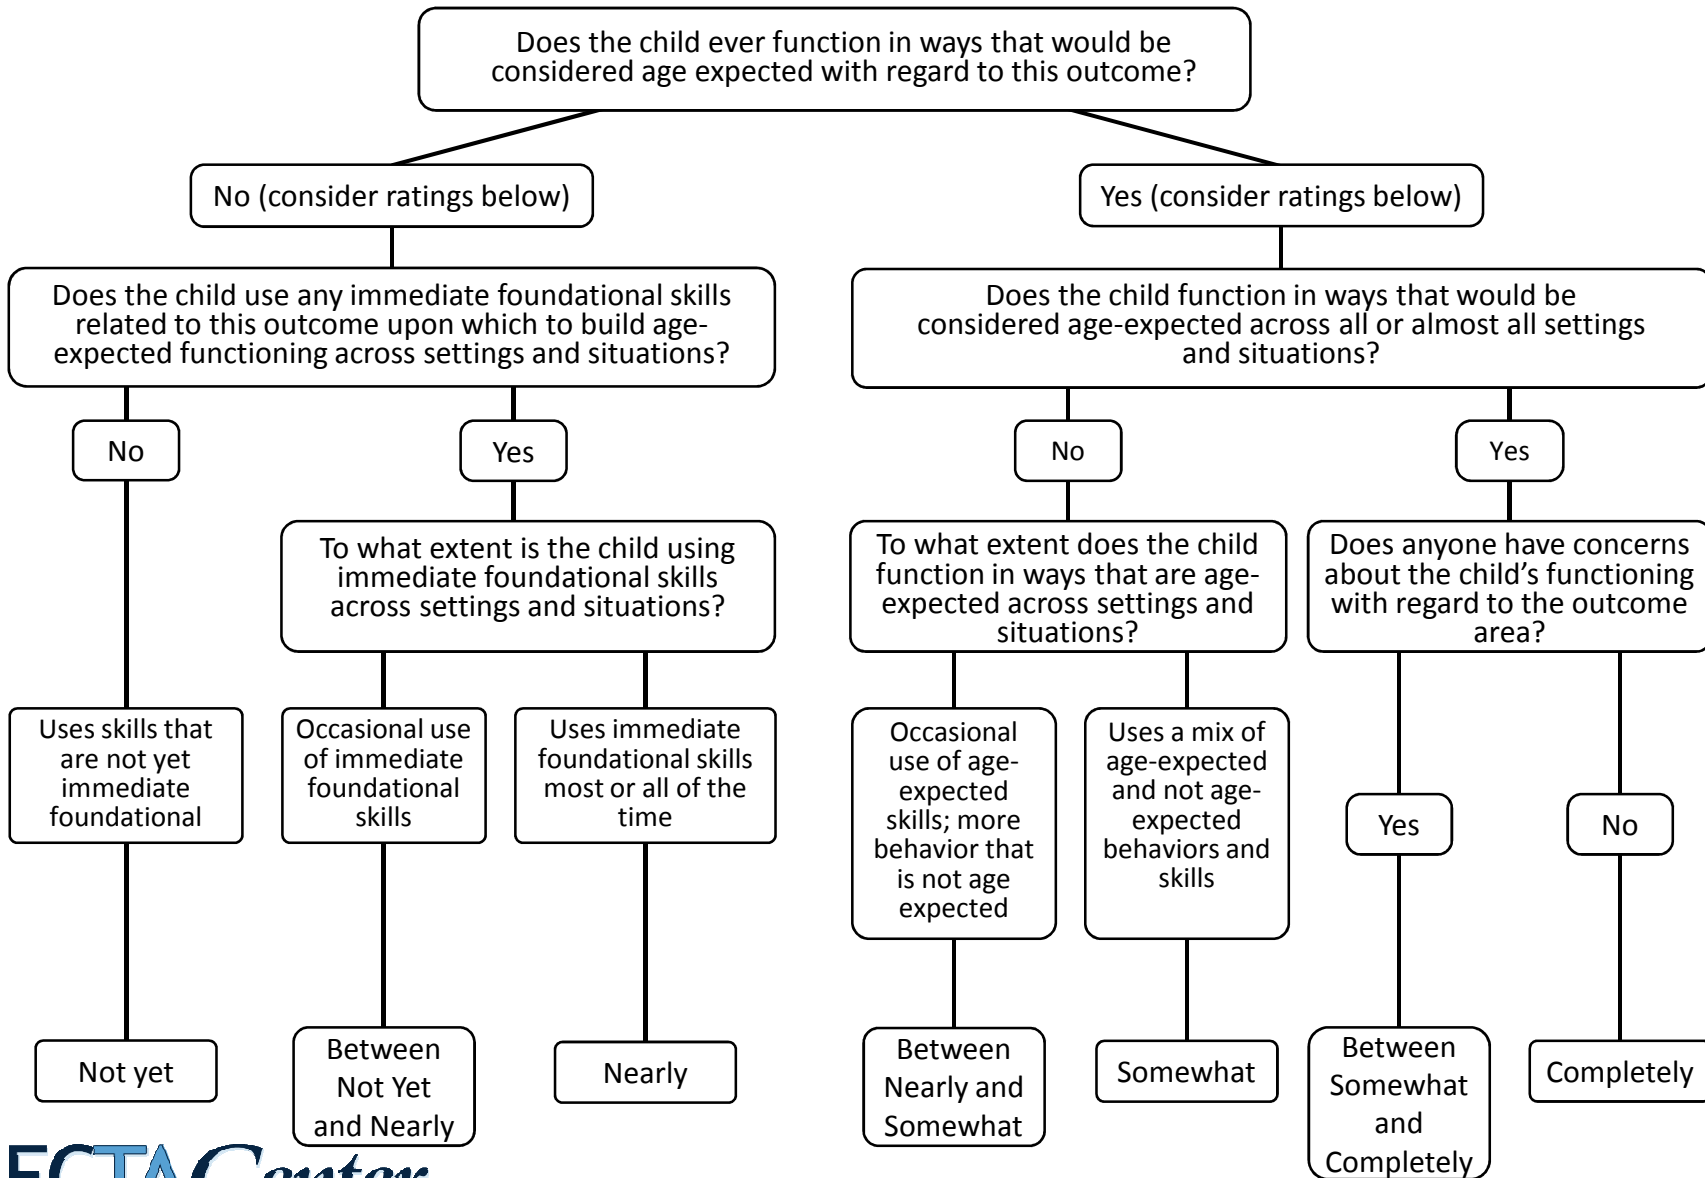 Does the child ever function in ways that would be
considered age expected with regard to this outcome?
No (consider ratings below)
Yes (consider ratings below)
Does the child use any immediate foundational skills
related to this outcome upon which to build age-
expected functioning across settings and situations?
Does the child function in ways that would be
considered age-expected across all or almost all settings
and situations?
No
Yes
No
Yes
To what extent is the child using
immediate foundational skills
across settings and situations?
To what extent does the child
function in ways that are age-
expected across settings and
situations?
Does anyone have concerns
about the child’s functioning
with regard to the outcome
area?
Uses skills that
are not yet
immediate
foundational
Occasional use
of immediate
foundational
skills
Uses immediate
foundational skills
most or all of the
time
Occasional
use of age-
expected
skills; more
behavior that
is not age
expected
Uses a mix of
age-expected
and not age-
expected
behaviors and
skills
Yes
No
Not yet
Between
Not Yet
and Nearly
Nearly
Between
Nearly and
Somewhat
Somewhat
Between
Somewhat
and
Completely
Completely
ECTA Center